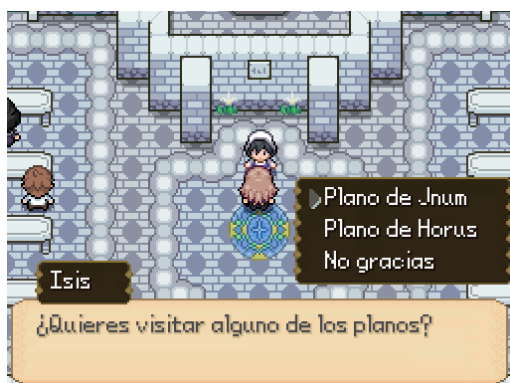 Plano de Jnum
Plano de Horus
No gracias
Isis
¿Quieres visitar alguno de los planos?